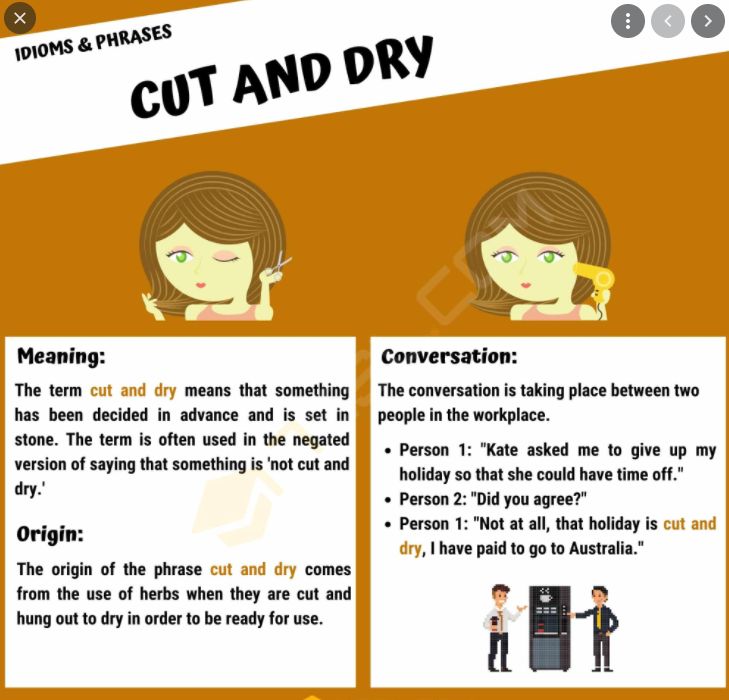 IDIOMS & PHRASES
CUT AND DRY
Meaning:
The term cut and dry means that something
has been decided in advance and is set in
stone. The term is often used in the negated
version of saying that something is 'not cut and
dry.'
Origin:
The origin of the phrase cut and dry comes
from the use of herbs when they are cut and
hung out to dry in order to be ready for use.
Conversation:
The conversation is taking place between two
people in the workplace.
• Person 1: "Kate asked me to give up my
holiday so that she could have time off."
• Person 2: "Did you agree?"
• Person 1: "Not at all, that holiday is cut and
dry, I have paid to go to Australia."